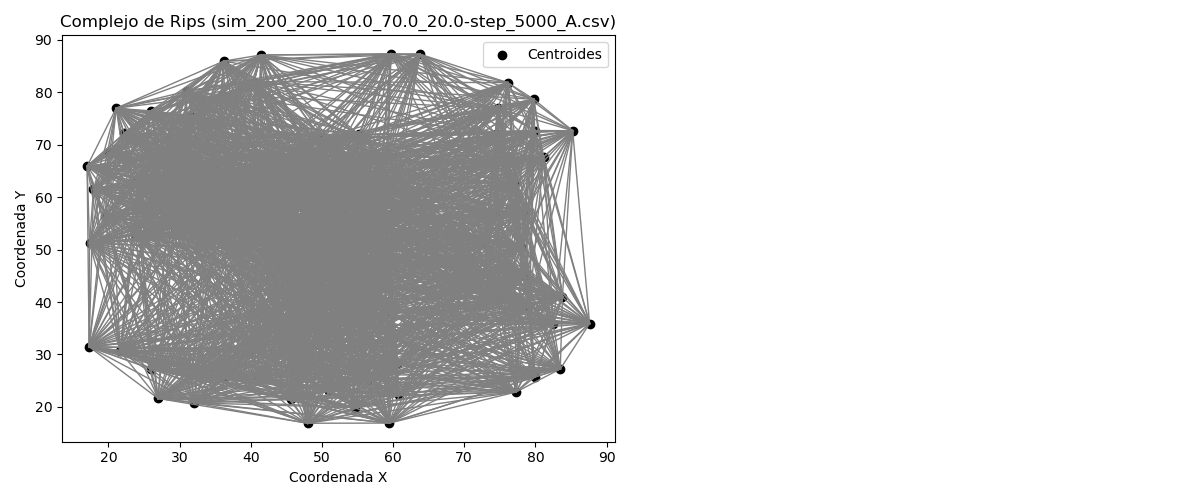 Complejo de Rips (sim_200_200_10.0_70.0_20.0-step_5000_A.csv)
Centroides
Coordenada Y
90
80
70
60
50
40
30
20
20 30 40 50 60 70 80 90
Coordenada X